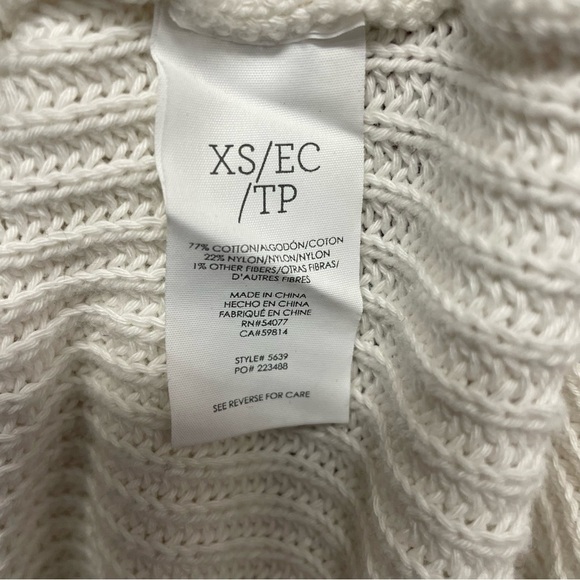 XS/EC
/TP
77% COTTON/ALGODÓN/COTON
22% NYLON/NYLON/NYLON
1% OTHER FIBERS/OTRAS FIBRAS/
D'AUTRES FIBRES
MADE IN CHINA
HECHO EN CHINA
FABRIQUÉ EN CHINE
RN#54077
CA#59814
STYLE# 5639
PO# 223488
SEE REVERSE FOR CARE